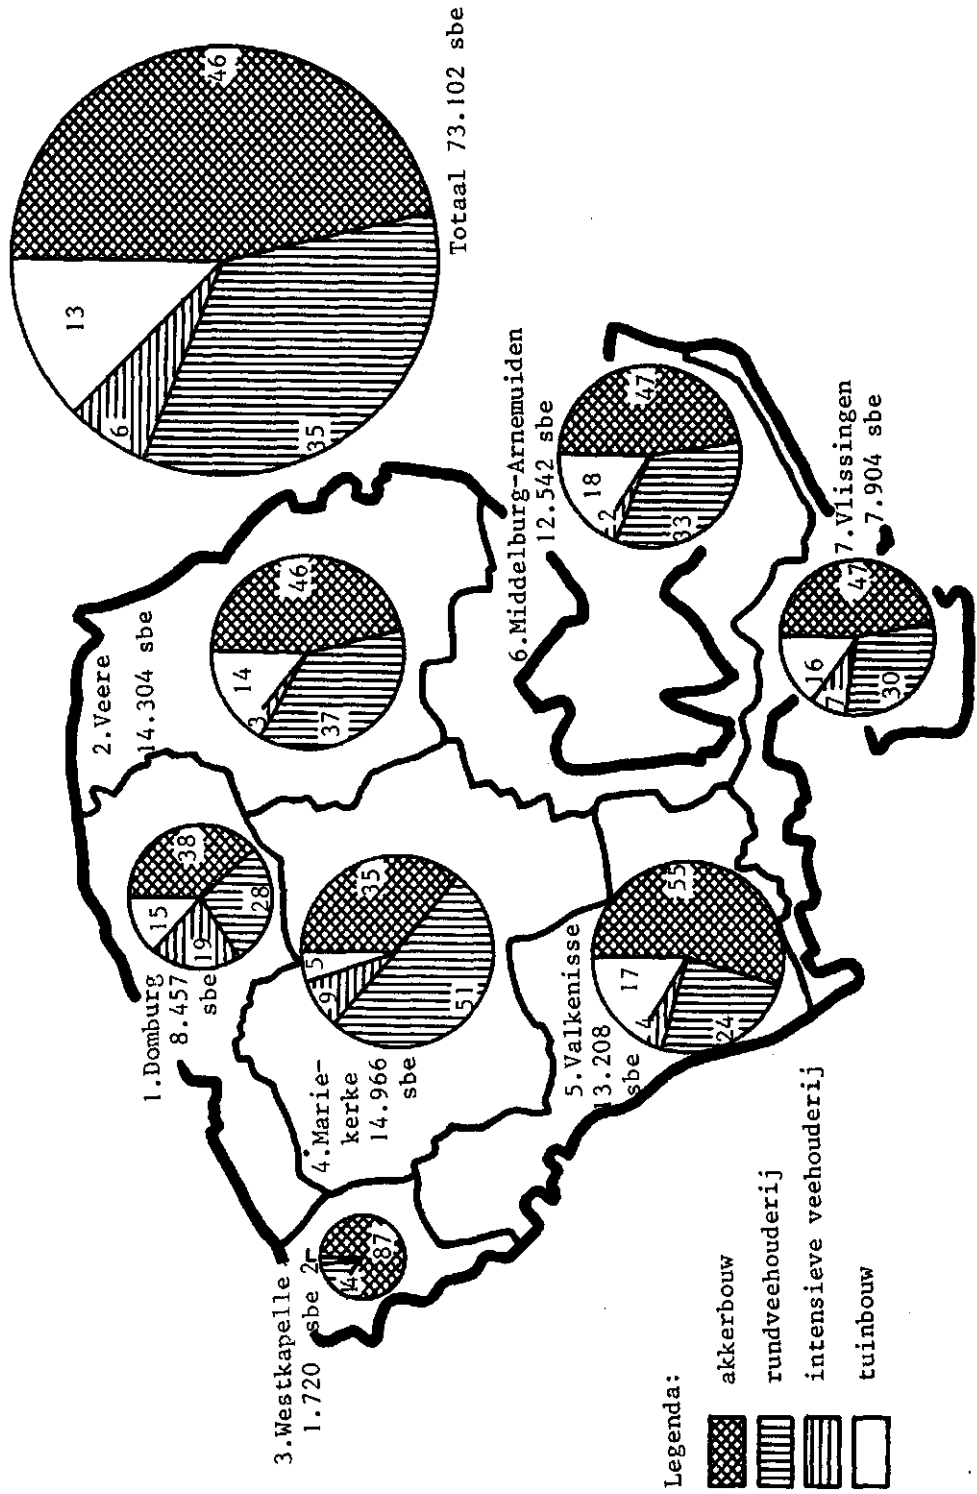 46
13
6
35
Totaal 73.102 sbe
2.Veere
14.304 sbe
46
14
3
37
1.Domburg
8.457
sbe
38
15
19
28
4.Marie-
kerke
14.966
sbe
35
5
9
51
3.Westkapelle
1.720 sbe
2
87
5.Valkenisse
13.208
sbe
55
17
4
24
6.Middelburg-Arnemuiden
12.542 sbe
47
18
2
33
7.Vlissingen
7.904 sbe
47
16
7
30
Legenda:
akkerbouw
rundveehouderij
intensieve veehouderij
tuinbouw